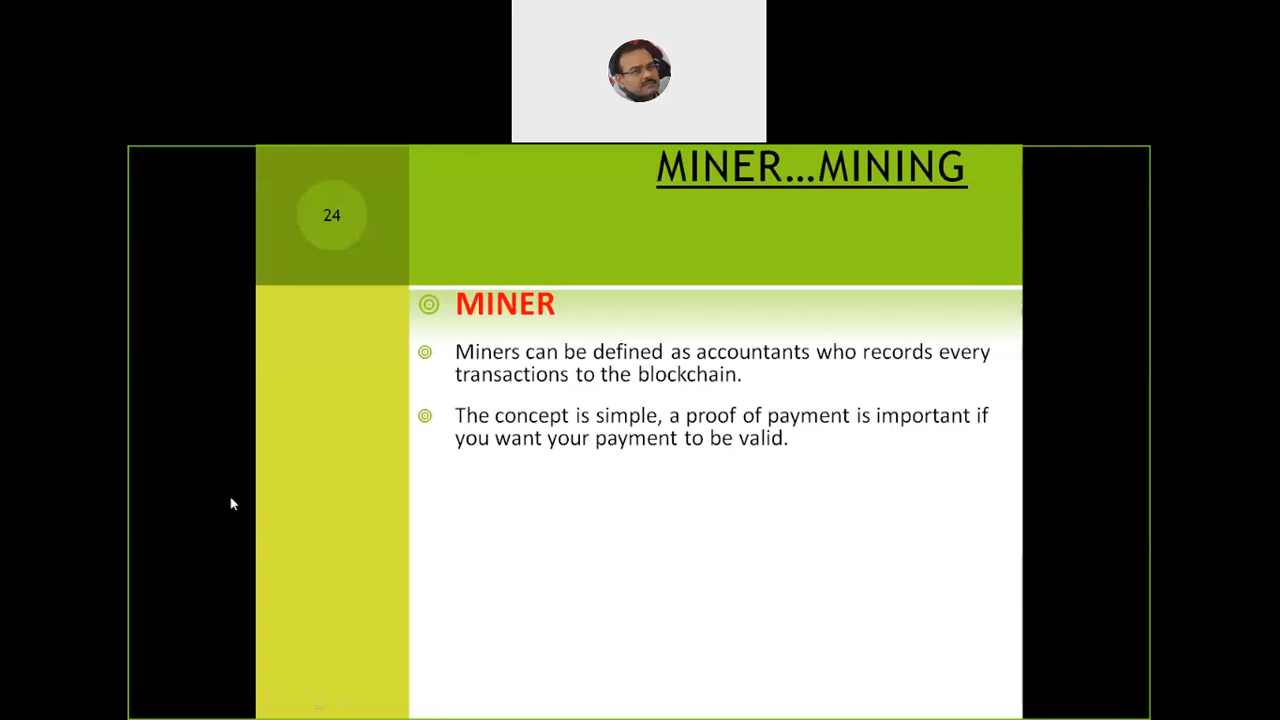 MINER…MINING
24
MINER
Miners can be defined as accountants who records every
transactions to the blockchain.
The concept is simple, a proof of payment is important if
you want your payment to be valid.